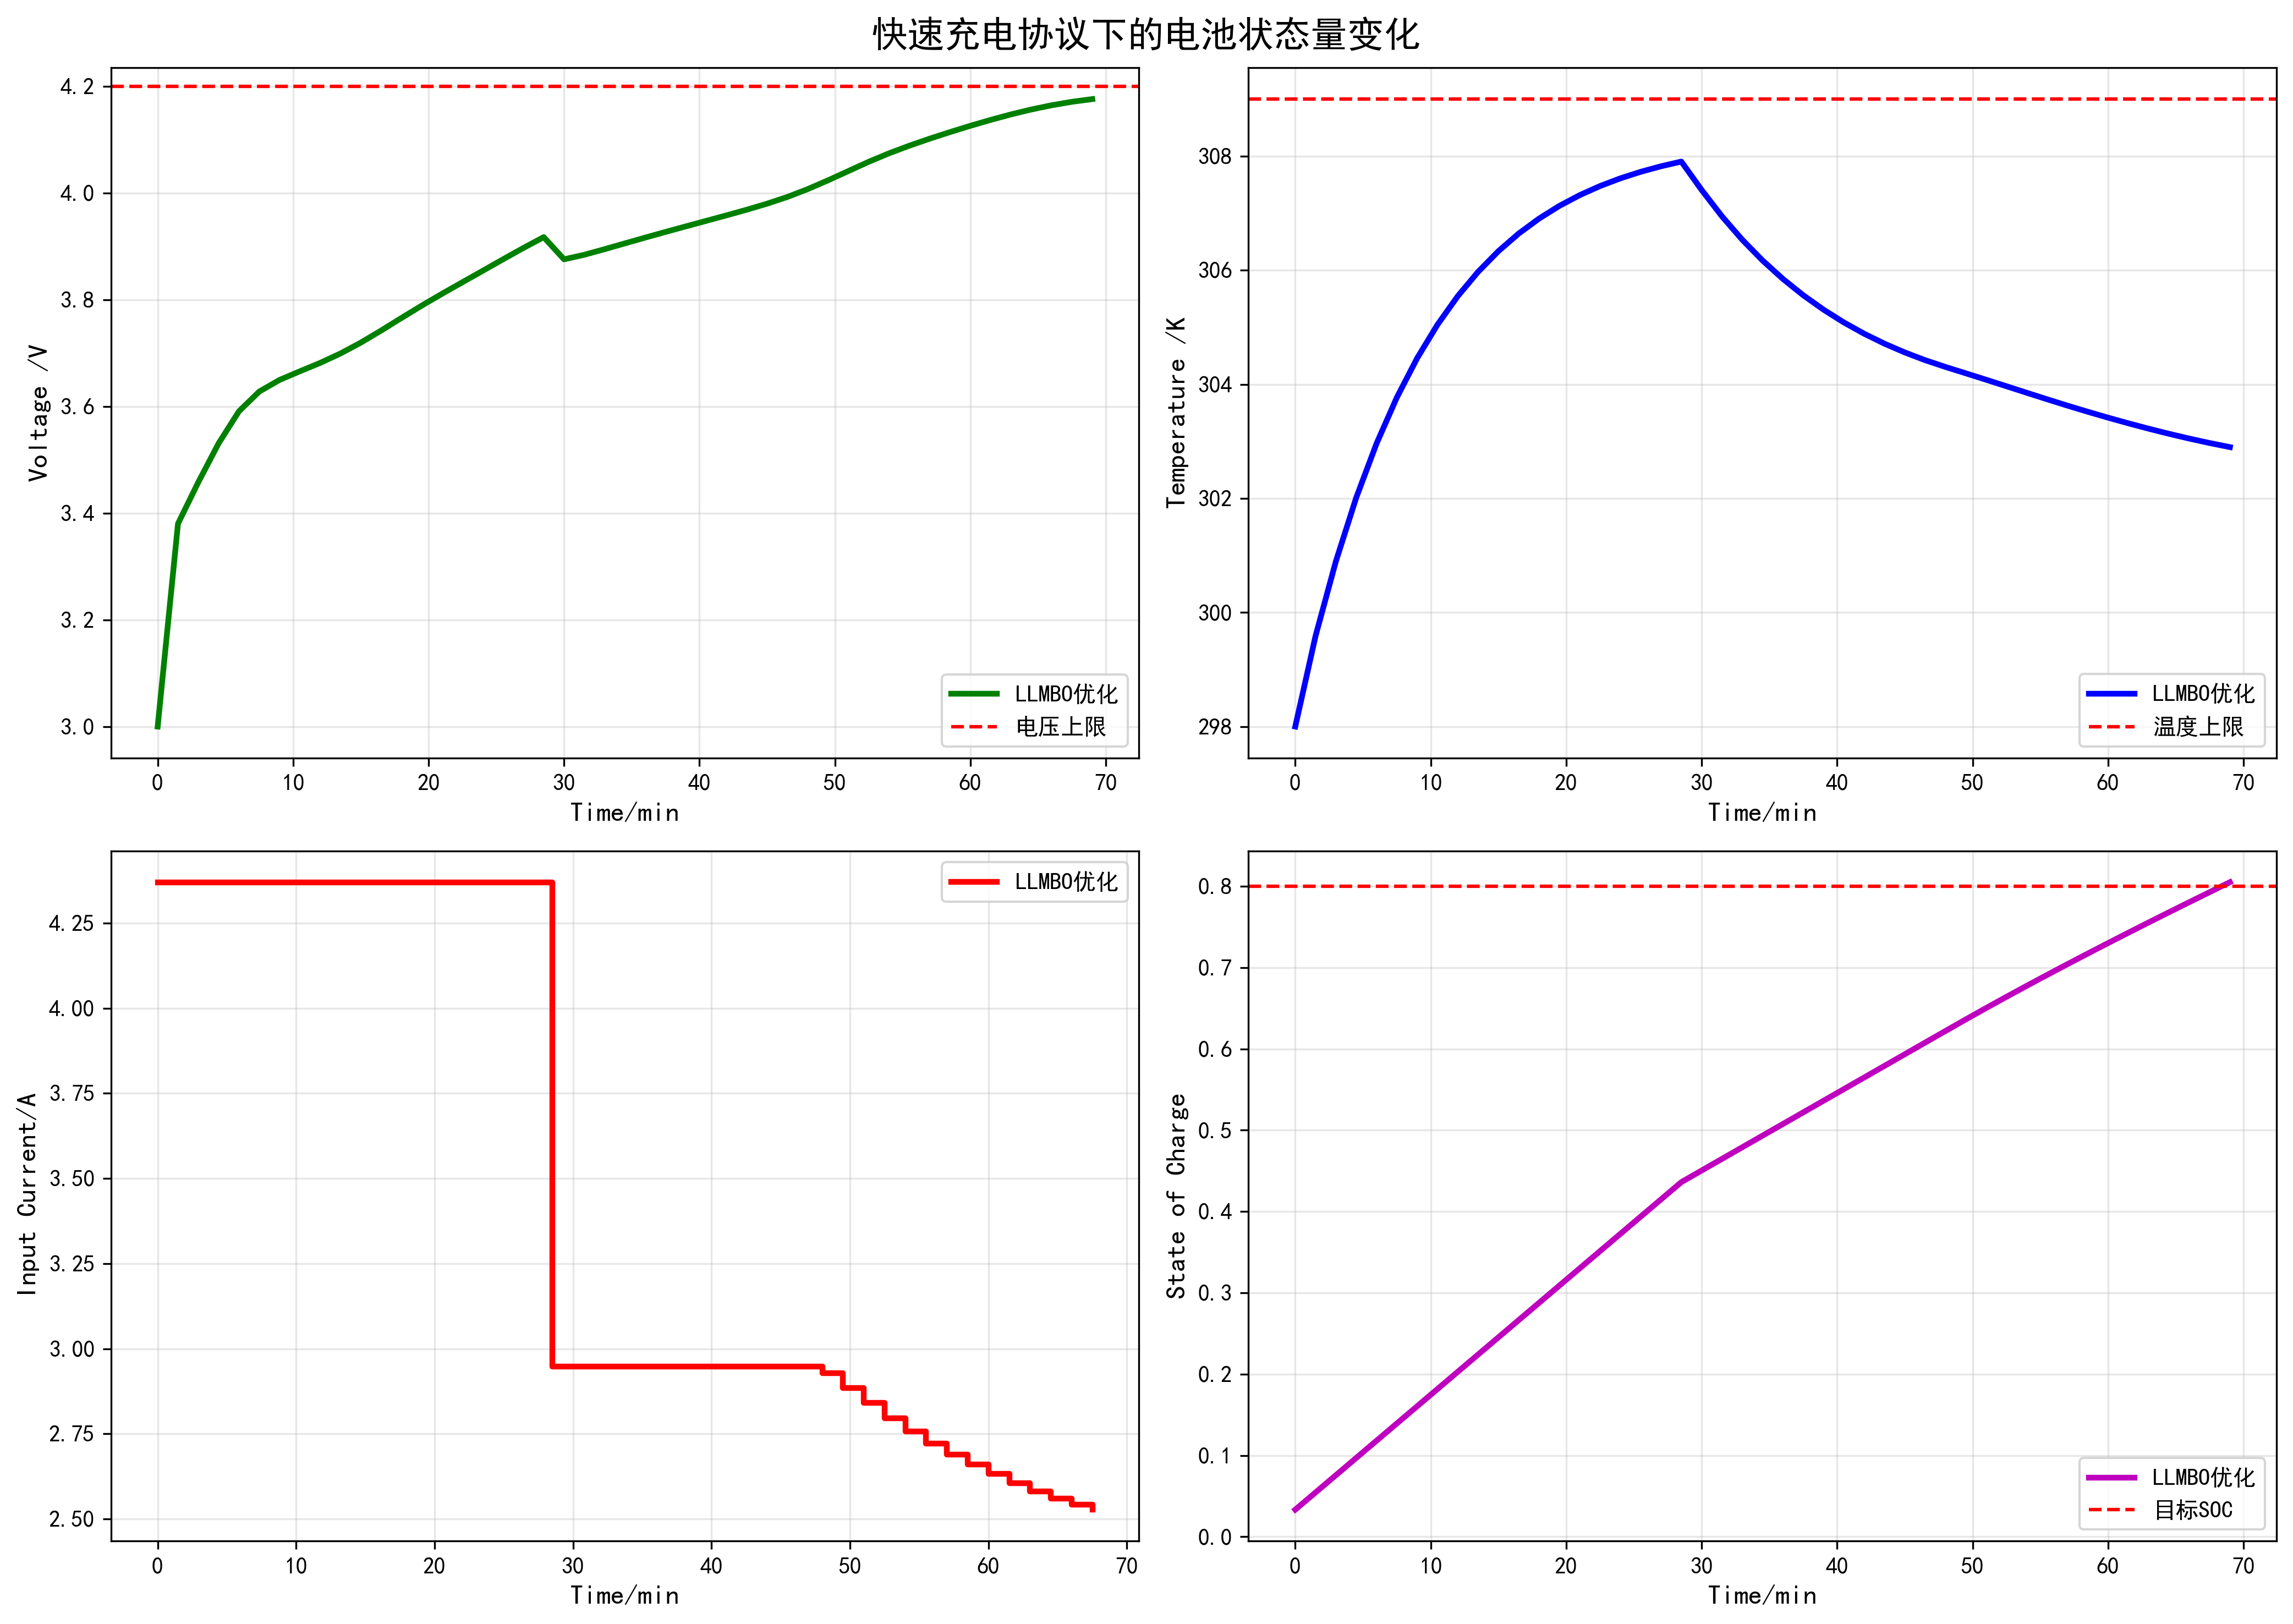 快速充电协议下的电池状态量变化
4.2
4.0
3.8
3.6
3.4
3.2
3.0
Voltage /V
0 10 20 30 40 50 60 70
Time/min
LLMBO优化
电压上限
308
306
304
302
300
298
Temperature /K
0 10 20 30 40 50 60 70
Time/min
LLMBO优化
温度上限
4.25
4.00
3.75
3.50
3.25
3.00
2.75
2.50
Input Current/A
0 10 20 30 40 50 60 70
Time/min
LLMBO优化
0.8
0.7
0.6
0.5
0.4
0.3
0.2
0.1
0.0
State of Charge
0 10 20 30 40 50 60 70
Time/min
LLMBO优化
目标SOC